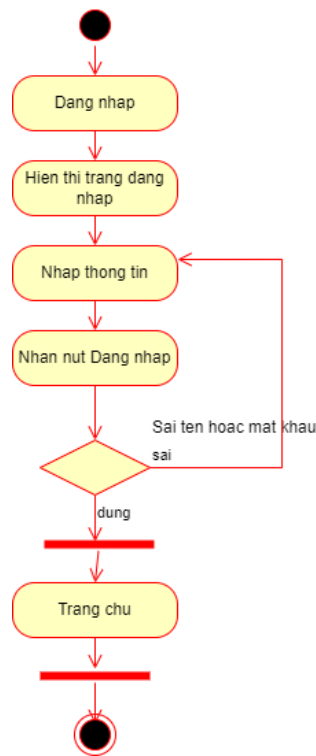 Dang nhap
Hien thi trang dang
nhap
Nhap thong tin
Nhan nut Dang nhap
Sai ten hoac mat khau
sai
dung
Trang chu